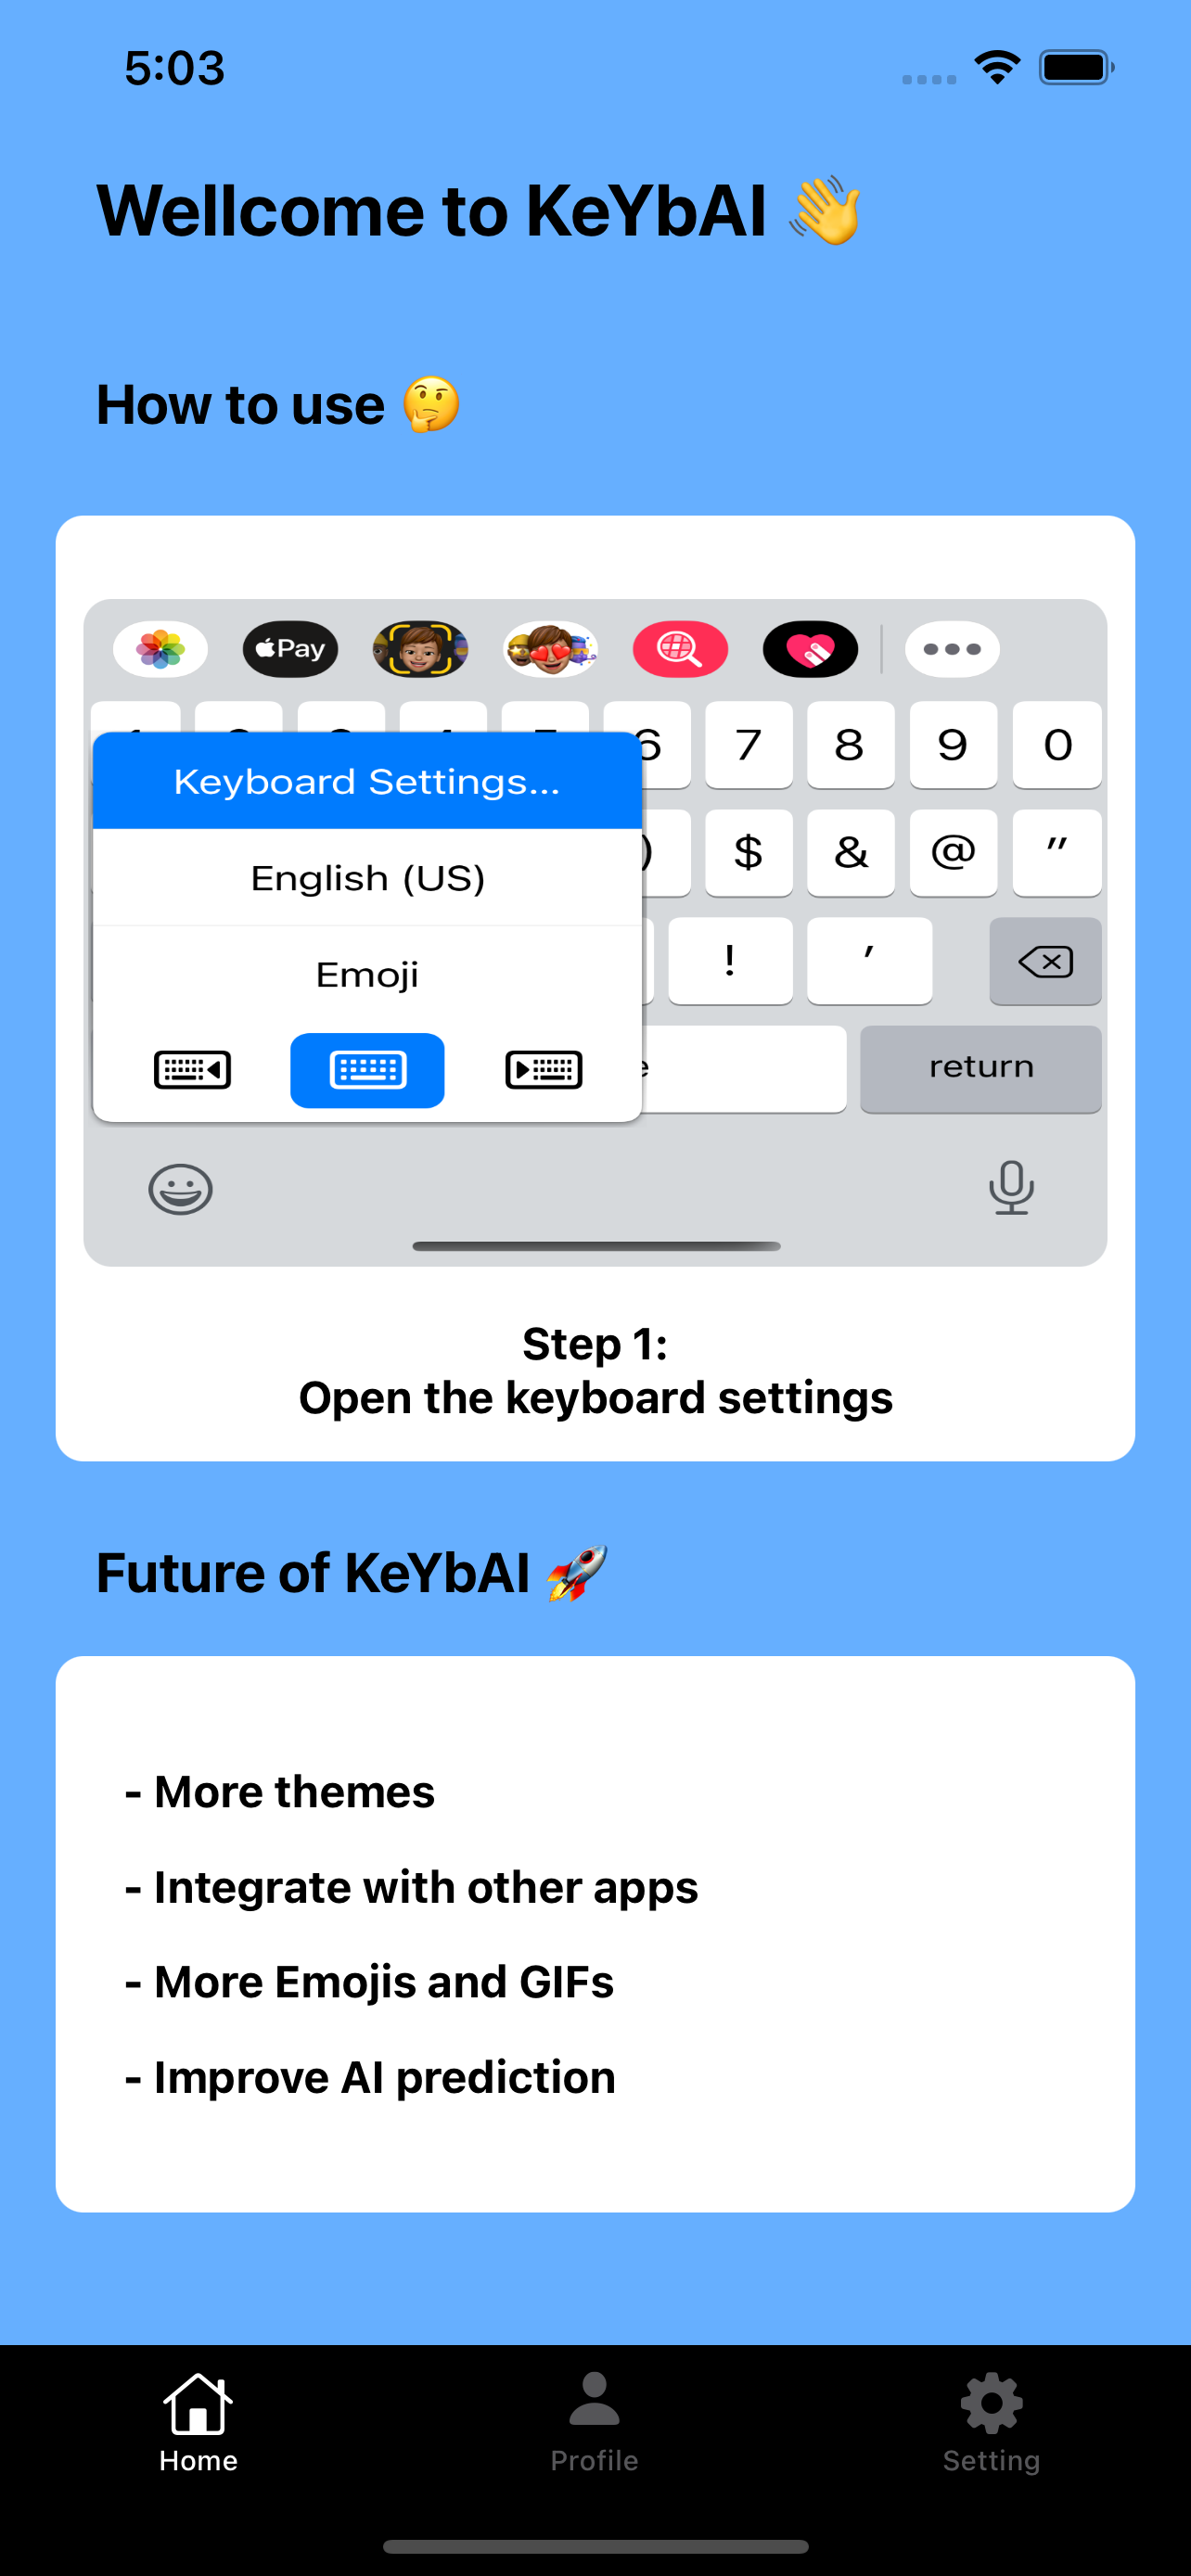 5:03
Wellcome to KeYbAI 👋
How to use 🤔
Pay
6 7 8 9 0
Keyboard Settings...
) $ & @ "
English (US)
! '
Emoji
return
Step 1:
Open the keyboard settings
Future of KeYbAI 🚀
- More themes
- Integrate with other apps
- More Emojis and GIFs
- Improve AI prediction
Home Profile Setting